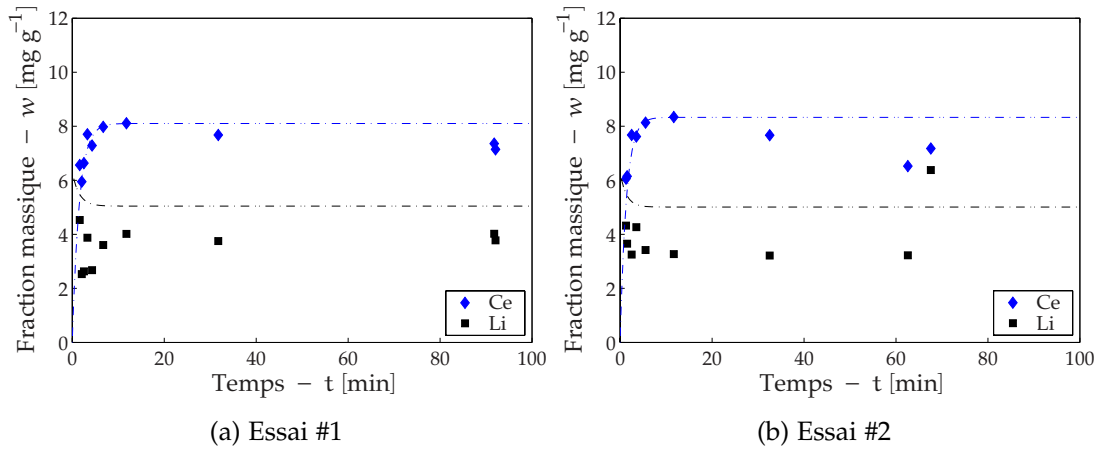 12
10
8
6
4
2
0
0 20 40 60 80 100
Fraction massique – w [mg g⁻¹]
Temps – t [min]
Ce
Li
(a) Essai #1
12
10
8
6
4
2
0
0 20 40 60 80 100
Fraction massique – w [mg g⁻¹]
Temps – t [min]
Ce
Li
(b) Essai #2